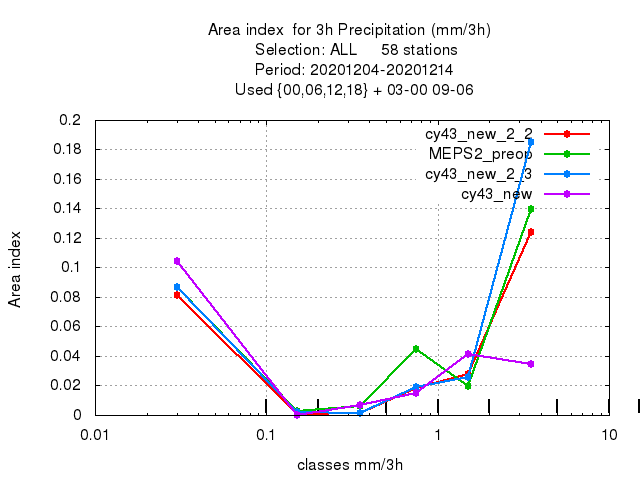 Area index  for 3h Precipitation (mm/3h)
Selection: ALL     58 stations
Period: 20201204-20201214
Used {00,06,12,18} + 03-00 09-06
0.2
0.18
0.16
0.14
0.12
0.1
0.08
0.06
0.04
0.02
0
cy43_new_2_2
MEPS2_preop
cy43_new_2_3
cy43_new
Area index
0.01
0.1
1
10
classes mm/3h